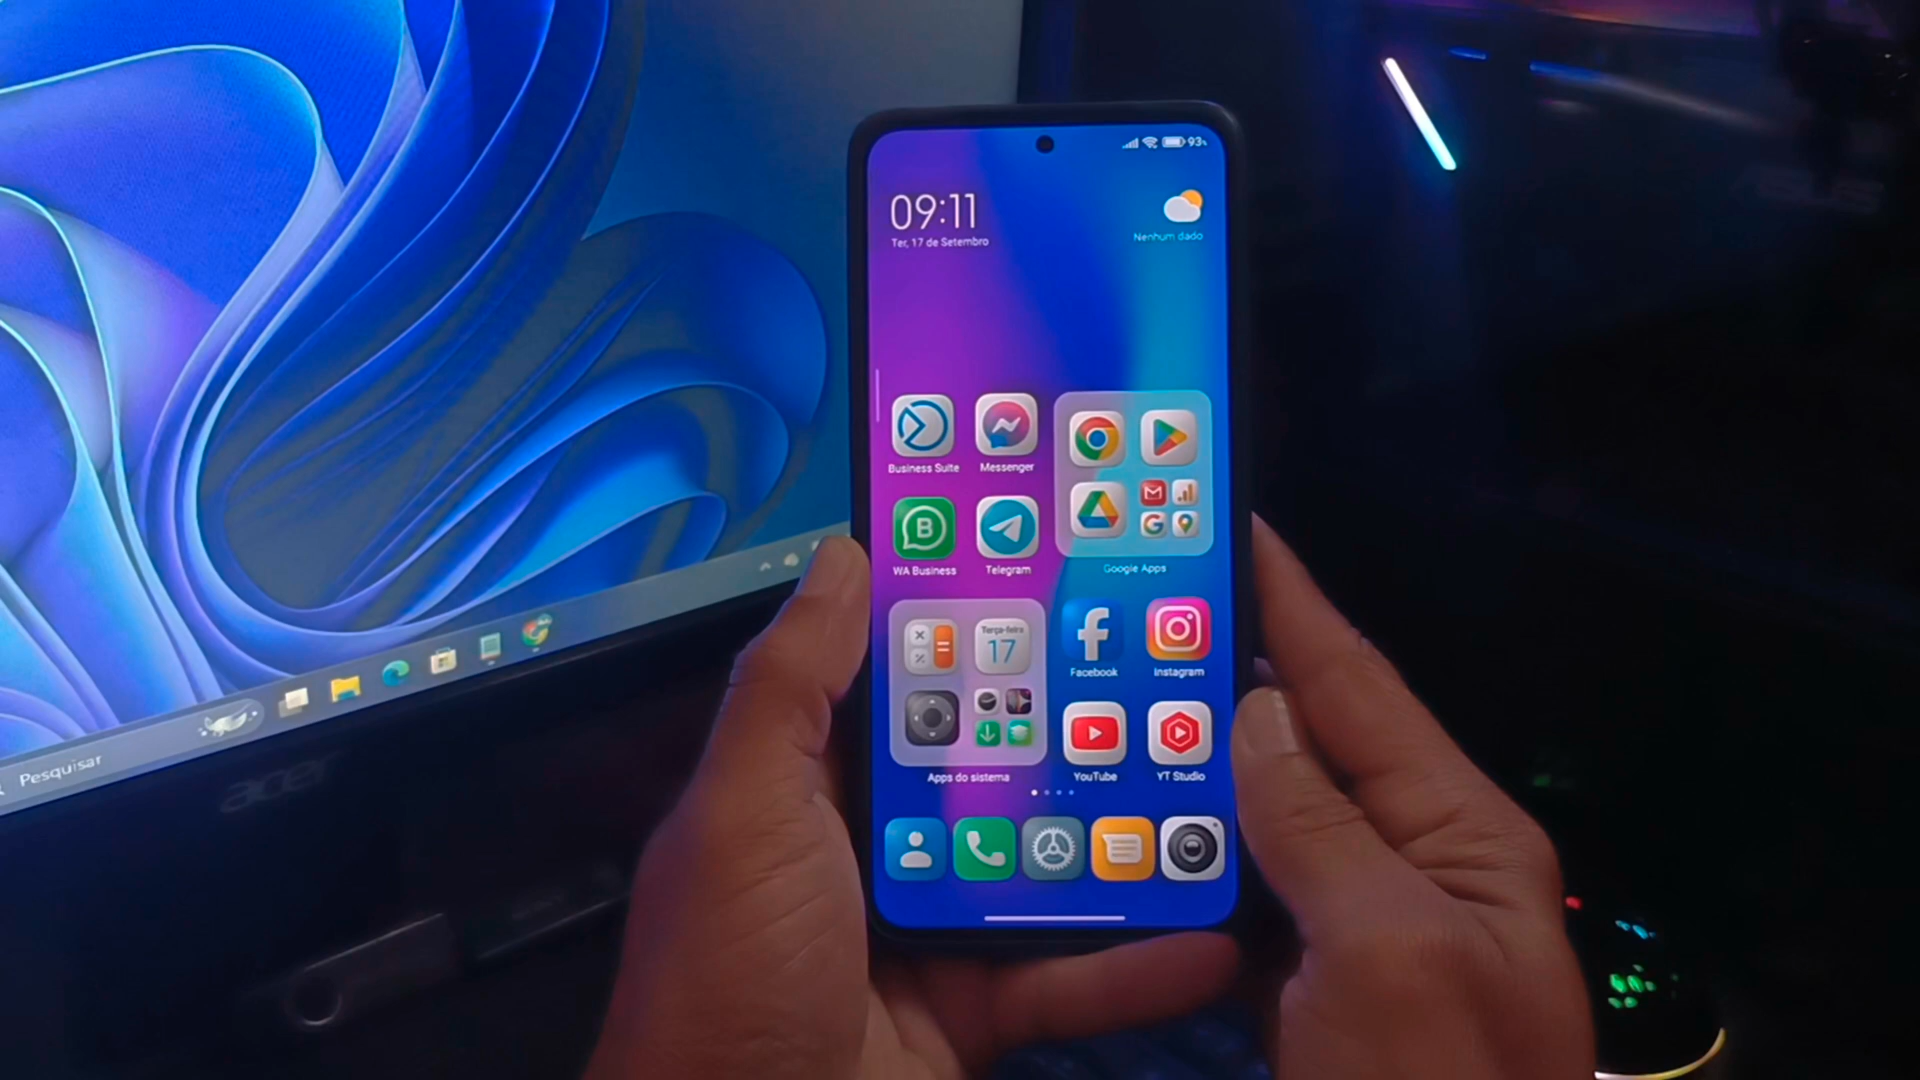 93%
09:11
Ter, 17 de Setembro
Nenhum dado
Business Suite
Messenger
WA Business
Telegram
Google Apps
Terça-feira
17
Facebook
Instagram
Apps do sistema
YouTube
YT Studio
Pesquisar
acer